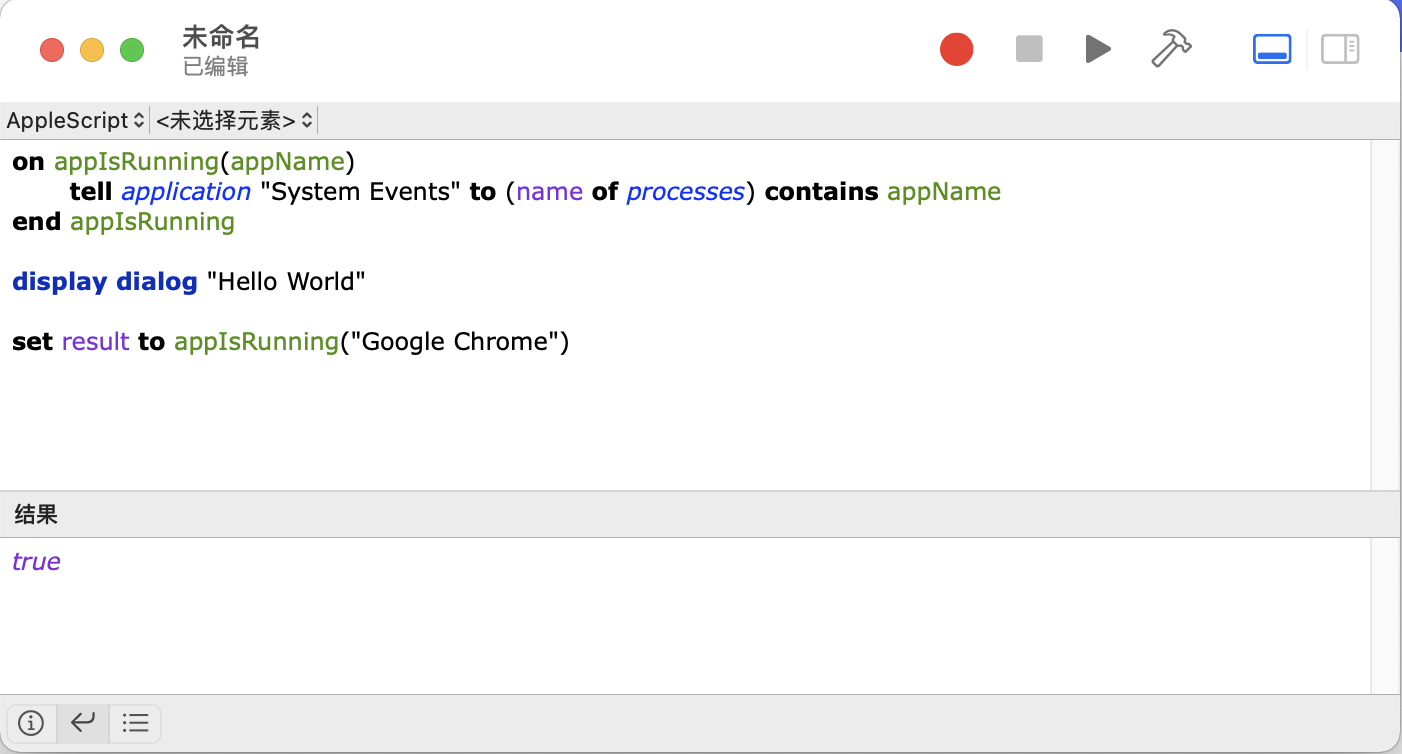 未命名
已编辑
AppleScript <未选择元素>
on appIsRunning(appName)
tell application "System Events" to (name of processes) contains appName
end appIsRunning
display dialog "Hello World"
set result to appIsRunning("Google Chrome")
结果
true